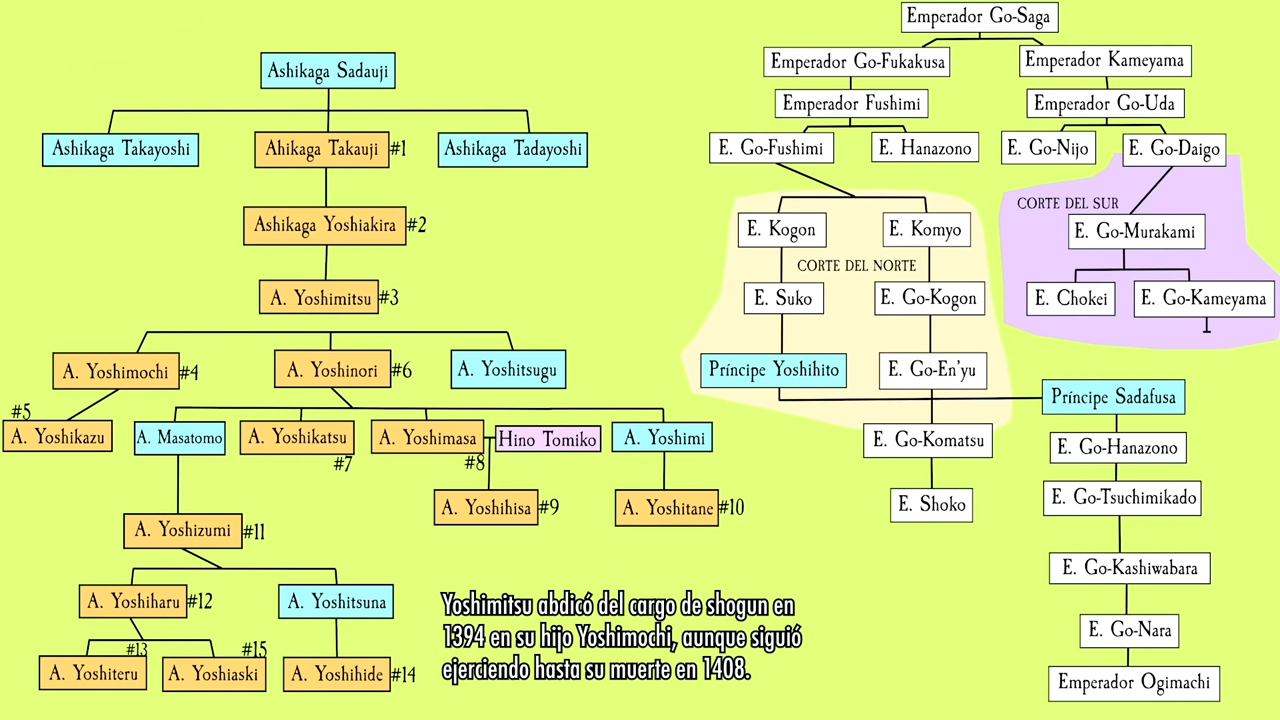 Ashikaga Sadauji
Ashikaga Takayoshi
Ahikaga Takauji #1
Ashikaga Tadayoshi
Ashikaga Yoshiakira #2
A. Yoshimitsu #3
A. Yoshimochi #4
A. Yoshinori #6
A. Yoshitsugu
#5
A. Yoshikazu
A. Masatomo
A. Yoshikatsu
#7
A. Yoshimasa
#8
Hino Tomiko
A. Yoshimi
A. Yoshihisa #9
A. Yoshitane #10
A. Yoshizumi #11
A. Yoshiharu #12
A. Yoshitsuna
#13
A. Yoshiteru
#15
A. Yoshiaski
A. Yoshihide #14
Yoshimitsu abdicó del cargo de shogun en
1394 en su hijo Yoshimochi, aunque siguió
ejerciendo hasta su muerte en 1408.
Emperador Go-Saga
Emperador Go-Fukakusa
Emperador Kameyama
Emperador Fushimi
Emperador Go-Uda
E. Go-Fushimi
E. Hanazono
E. Go-Nijo
E. Go-Daigo
CORTE DEL SUR
E. Kogon
E. Komyo
E. Go-Murakami
CORTE DEL NORTE
E. Suko
E. Go-Kogon
E. Chokei
E. Go-Kameyama
Príncipe Yoshihito
E. Go-En'yu
Príncipe Sadafusa
E. Go-Komatsu
E. Go-Hanazono
E. Shoko
E. Go-Tsuchimikado
E. Go-Kashiwabara
E. Go-Nara
Emperador Ogimachi